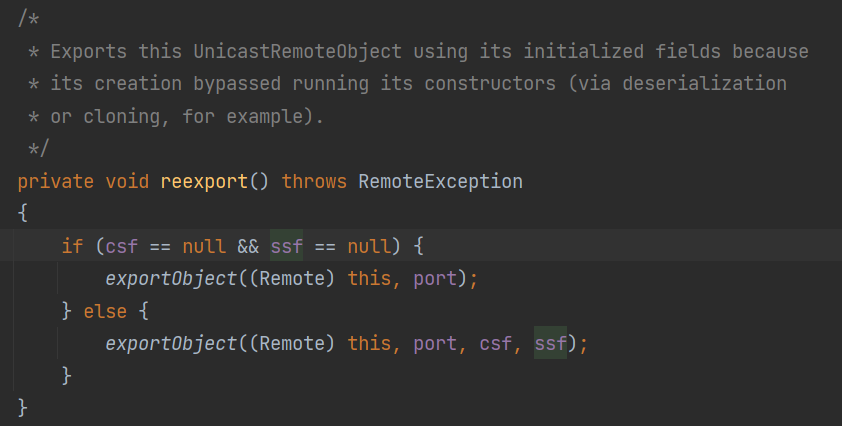 /*
 * Exports this UnicastRemoteObject using its initialized fields because
 * its creation bypassed running its constructors (via deserialization
 * or cloning, for example).
 */
private void reexport() throws RemoteException
{
    if (csf == null && ssf == null) {
        exportObject((Remote) this, port);
    } else {
        exportObject((Remote) this, port, csf, ssf);
    }
}